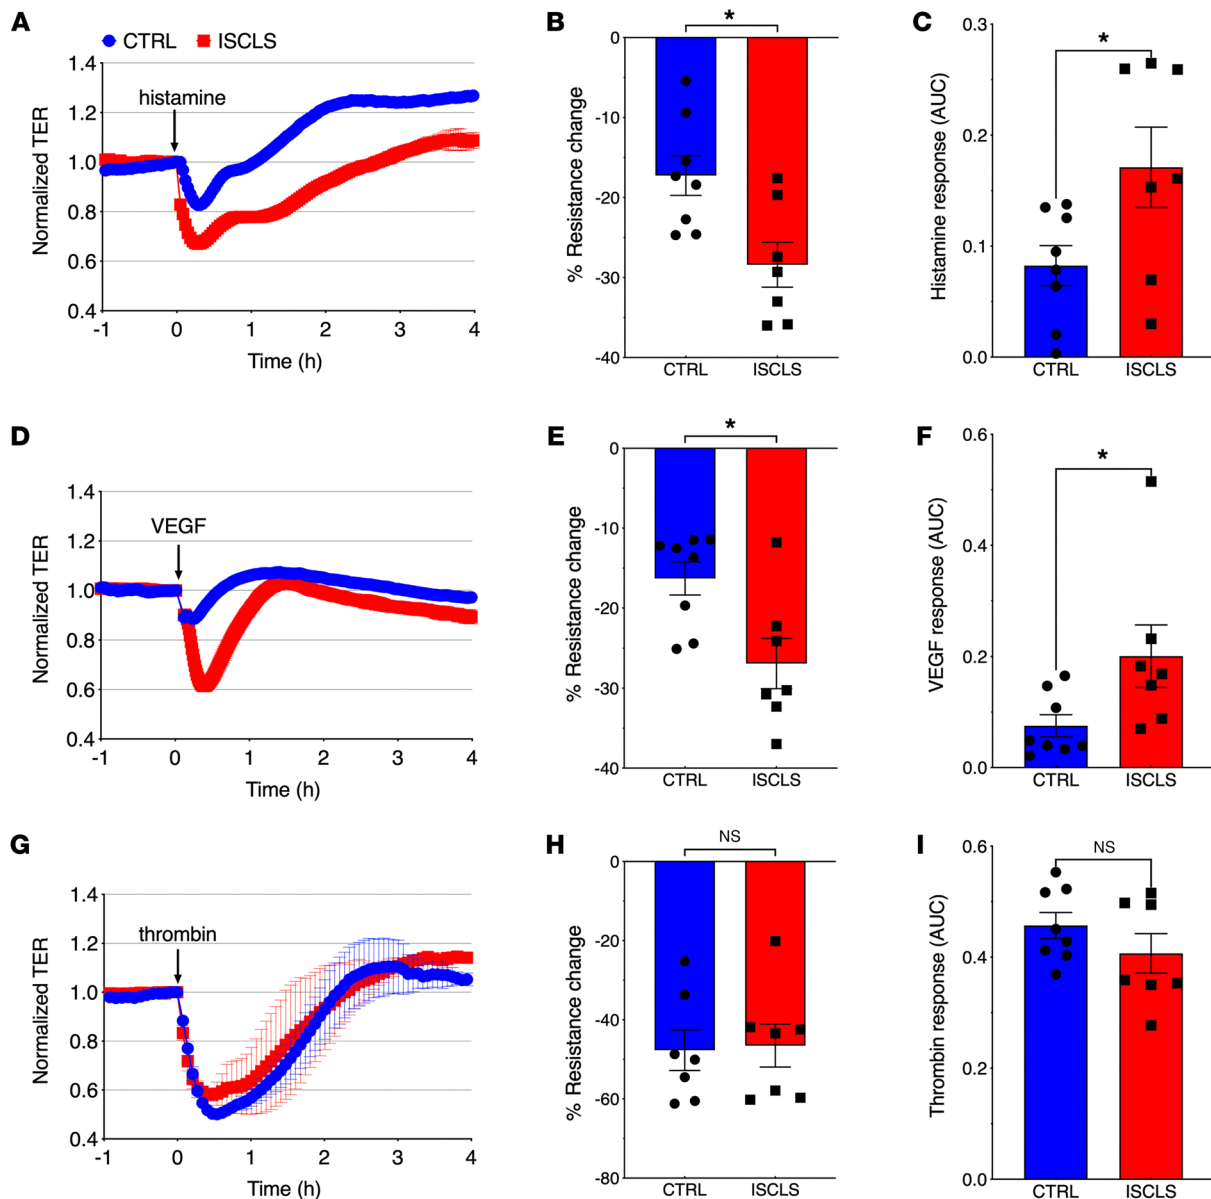 A
CTRL ISCLS
Normalized TER
1.4
1.2
1.0
0.8
0.6
0.4
histamine
-1 0 1 2 3 4
Time (h)
B
*
% Resistance change
0
-10
-20
-30
-40
CTRL ISCLS
C
*
Histamine response (AUC)
0.3
0.2
0.1
0.0
CTRL ISCLS
D
Normalized TER
1.4
1.2
1.0
0.8
0.6
0.4
VEGF
-1 0 1 2 3 4
Time (h)
E
*
% Resistance change
0
-10
-20
-30
-40
CTRL ISCLS
F
*
VEGF response (AUC)
0.6
0.4
0.2
0.0
CTRL ISCLS
G
Normalized TER
1.4
1.2
1.0
0.8
0.6
0.4
thrombin
-1 0 1 2 3 4
Time (h)
H
NS
% Resistance change
0
-20
-40
-60
-80
CTRL ISCLS
I
NS
Thrombin response (AUC)
0.6
0.4
0.2
0.0
CTRL ISCLS